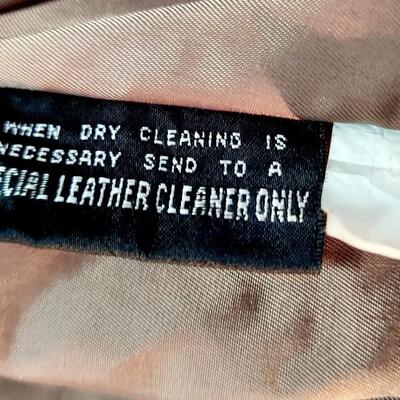 WHEN DRY CLEANING IS
NECESSARY SEND TO A
ECIAL LEATHER CLEANER ONLY